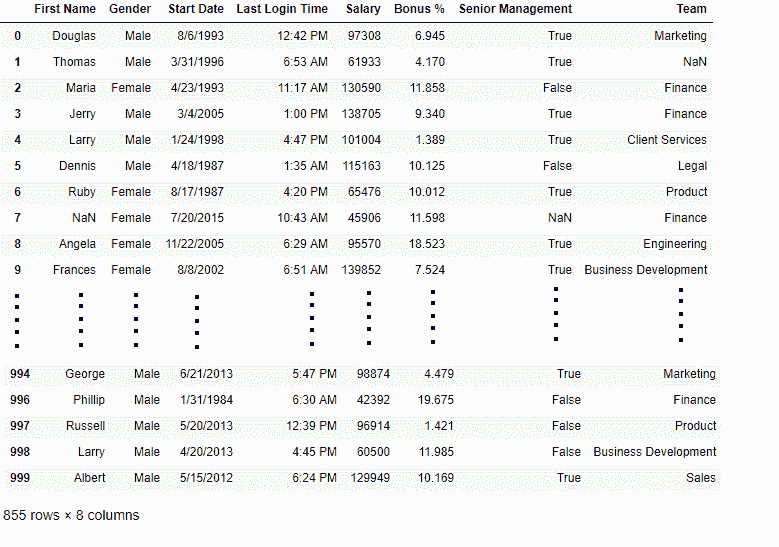 First Name Gender Start Date Last Login Time Salary Bonus % Senior Management Team
0 Douglas Male 8/6/1993 12:42 PM 97308 6.945 True Marketing
1 Thomas Male 3/31/1996 6:53 AM 61933 4.170 True NaN
2 Maria Female 4/23/1993 11:17 AM 130590 11.858 False Finance
3 Jerry Male 3/4/2005 1:00 PM 138705 9.340 True Finance
4 Larry Male 1/24/1998 4:47 PM 101004 1.389 True Client Services
5 Dennis Male 4/18/1987 1:35 AM 115163 10.125 False Legal
6 Ruby Female 8/17/1987 4:20 PM 65476 10.012 True Product
7 NaN Female 7/20/2015 10:43 AM 45906 11.598 NaN Finance
8 Angela Female 11/22/2005 6:29 AM 95570 18.523 True Engineering
9 Frances Female 8/8/2002 6:51 AM 139852 7.524 True Business Development
994 George Male 6/21/2013 5:47 PM 98874 4.479 True Marketing
996 Phillip Male 1/31/1984 6:30 AM 42392 19.675 False Finance
997 Russell Male 5/20/2013 12:39 PM 96914 1.421 False Product
998 Larry Male 4/20/2013 4:45 PM 60500 11.985 False Business Development
999 Albert Male 5/15/2012 6:24 PM 129949 10.169 True Sales
855 rows × 8 columns